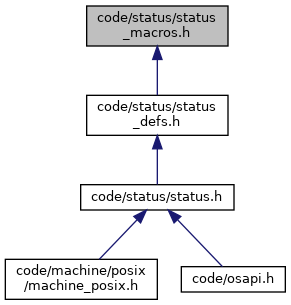 code/status/status
_macros.h
code/status/status
_defs.h
code/status/status.h
code/machine/posix
/machine_posix.h
code/osapi.h